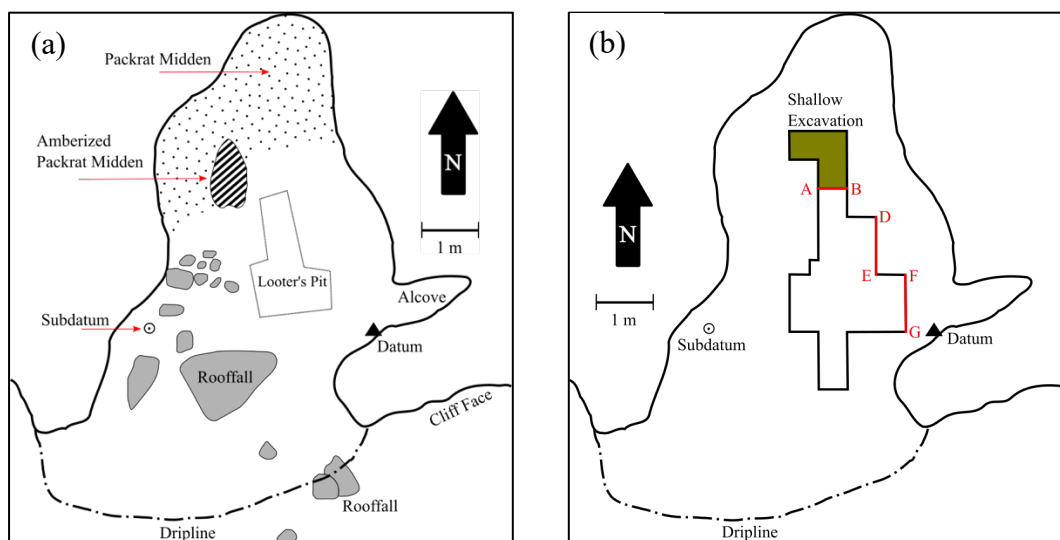 (a)
Packrat Midden
Amberized
Packrat Midden
N
1 m
Looter's Pit
Alcove
Subdatum
Datum
Rooffall
Cliff Face
Rooffall
Dripline
(b)
Shallow
Excavation
A
B
D
N
E
F
1 m
G
Subdatum
Datum
Dripline